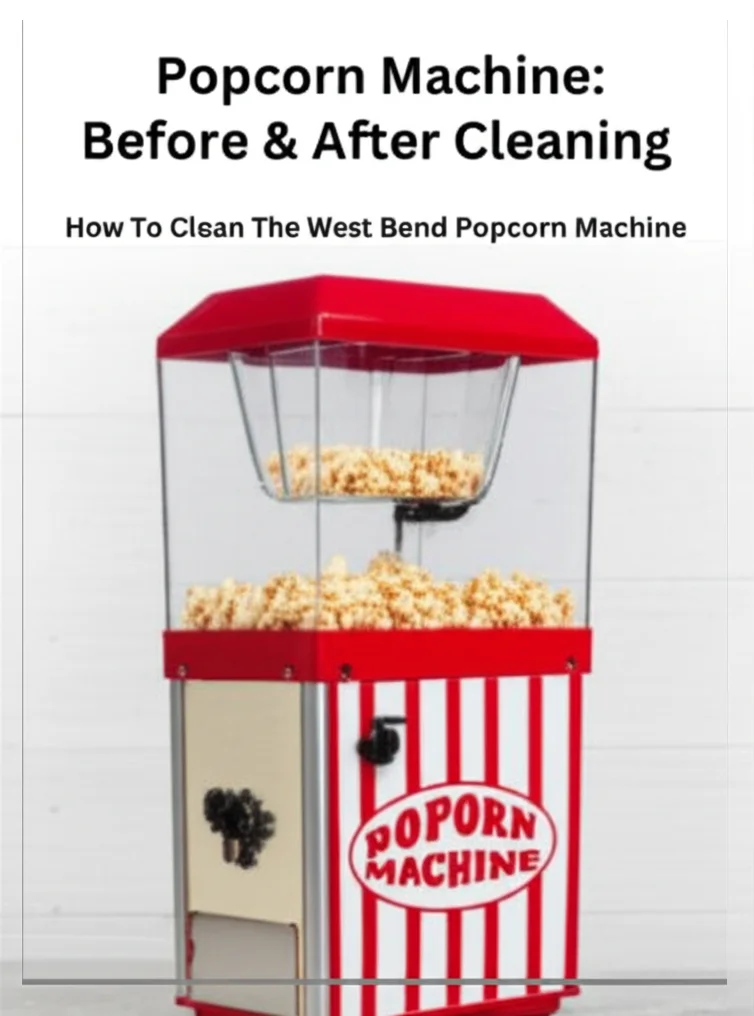 Popcorn Machine:
Before & After Cleaning
How To Clsan The West Bend Popcorn Machine
POPORN
MACHINE